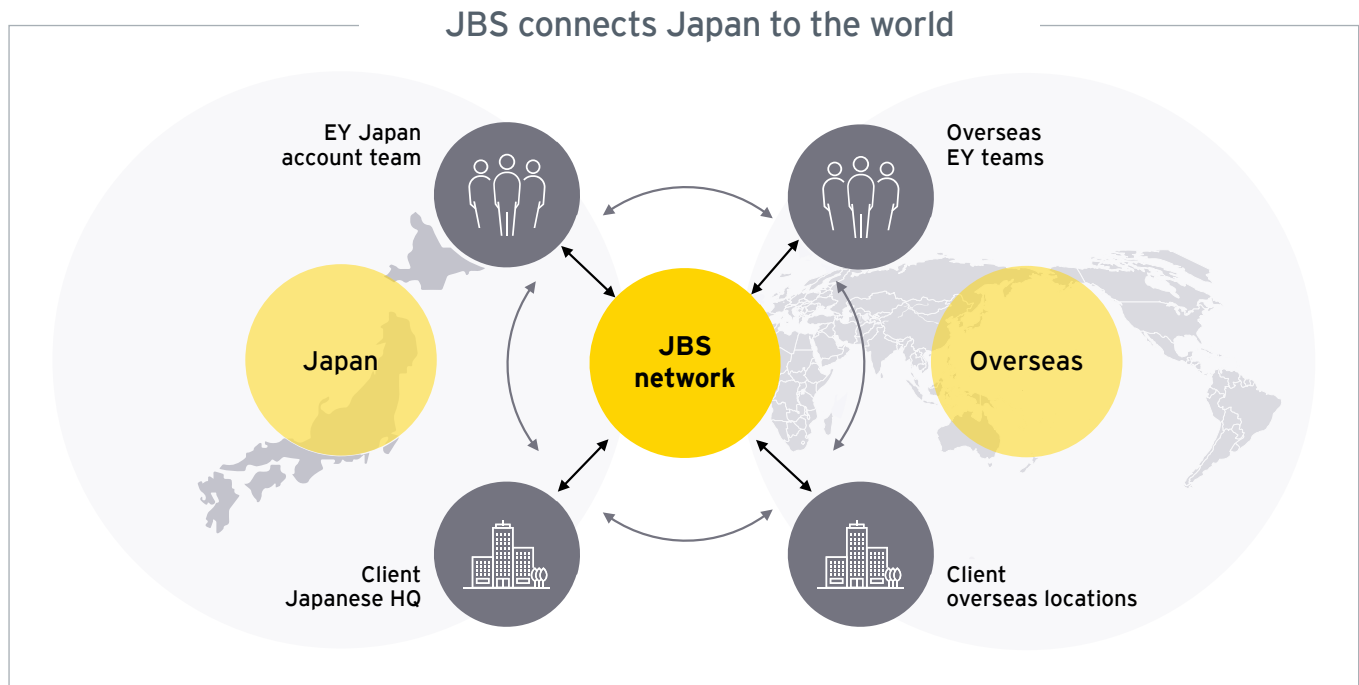 JBS connects Japan to the world
EY Japan
account team
Overseas
EY teams
Japan
JBS
network
Overseas
Client
Japanese HQ
Client
overseas locations